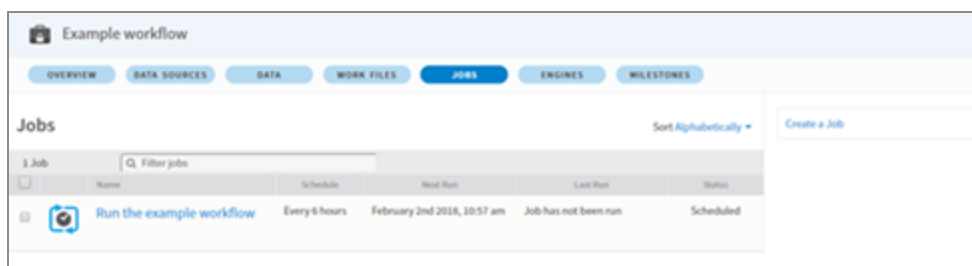 Example workflow
OVERVIEW DATA SOURCES DATA WORK FILES JOBS ENGINES MILESTONES
Jobs
Sort Alphabetically
Create a Job
1 Job Filter jobs
Name Schedule Next Run Last Run Status
Run the example workflow Every 6 hours February 2nd 2018, 10:57 am Job has not been run Scheduled